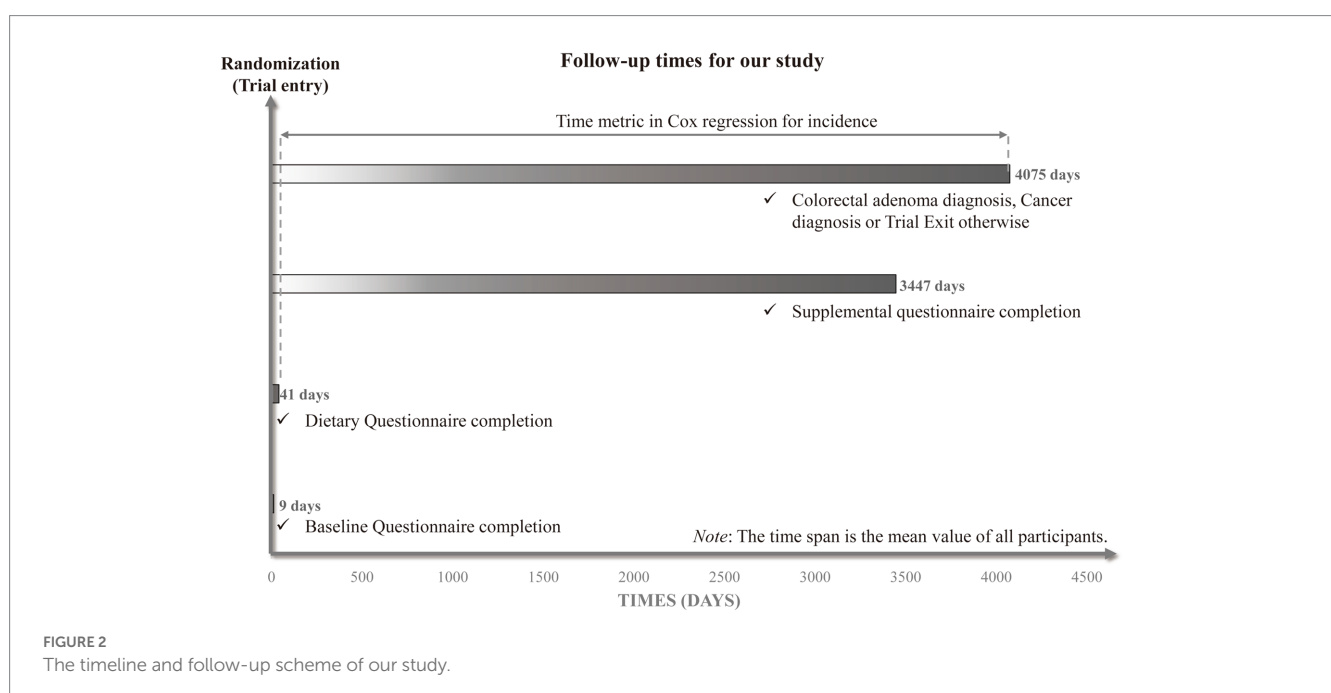 Randomization
(Trial entry)
Follow-up times for our study
Time metric in Cox regression for incidence
4075 days
✓ Colorectal adenoma diagnosis, Cancer
diagnosis or Trial Exit otherwise
3447 days
✓ Supplemental questionnaire completion
41 days
✓ Dietary Questionnaire completion
9 days
✓ Baseline Questionnaire completion
Note: The time span is the mean value of all participants.
0 500 1000 1500 2000 2500 3000 3500 4000 4500
TIMES (DAYS)
FIGURE 2
The timeline and follow-up scheme of our study.